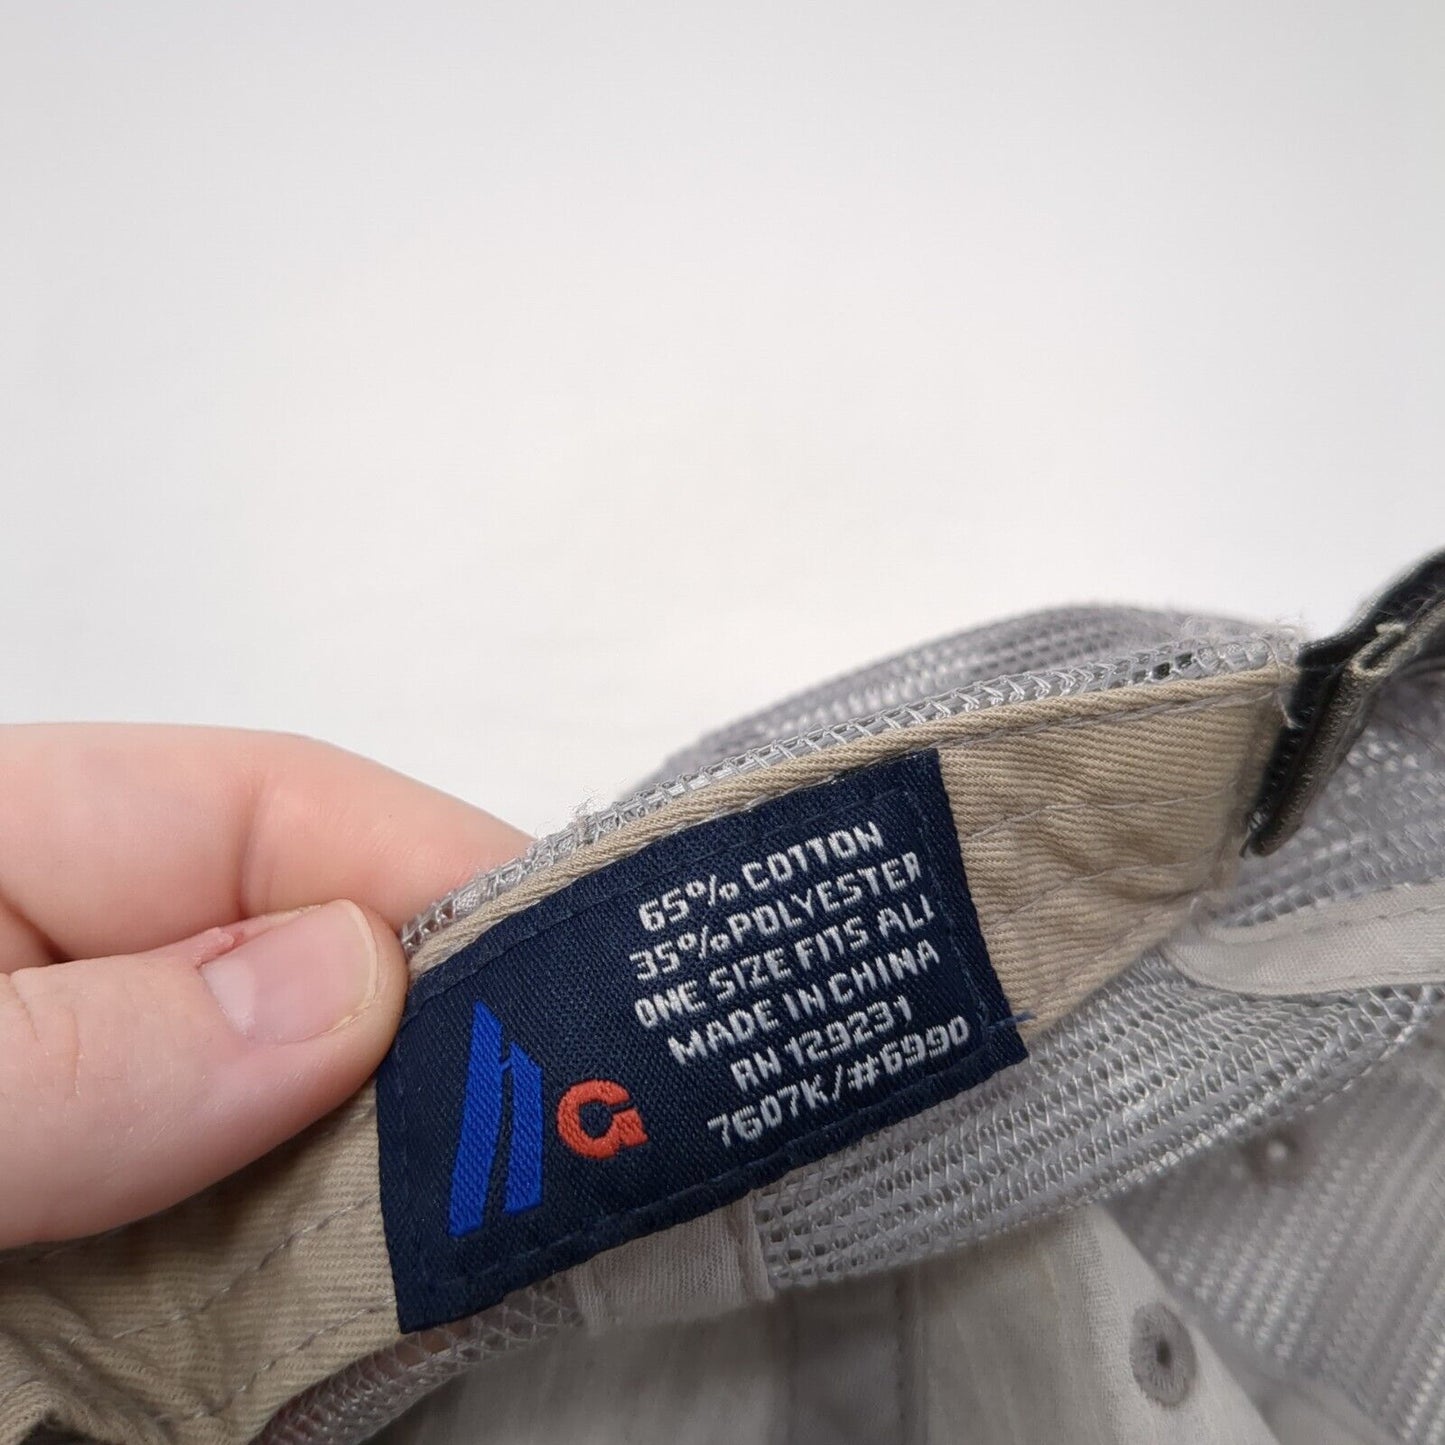 65% COTTON
35% POLYESTER
ONE SIZE FITS ALL
MADE IN CHINA
RN 129231
7607K/#6990
G